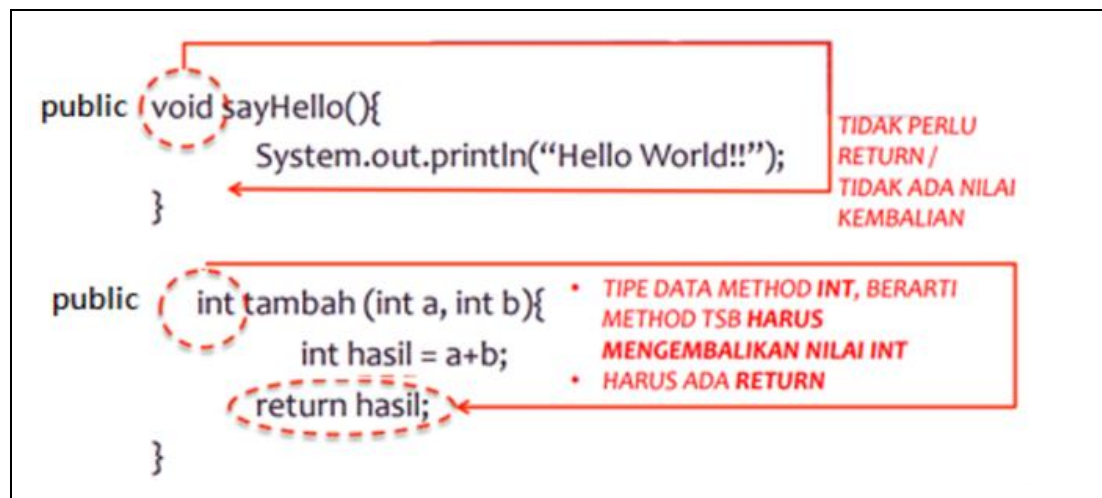 public void sayHello(){
System.out.println(“Hello World!!”);
}
TIDAK PERLU
RETURN /
TIDAK ADA NILAI
KEMBALIAN
public int tambah (int a, int b){
int hasil = a+b;
return hasil;
}
• TIPE DATA METHOD INT, BERARTI
METHOD TSB HARUS
MENGEMBALIKAN NILAI INT
• HARUS ADA RETURN